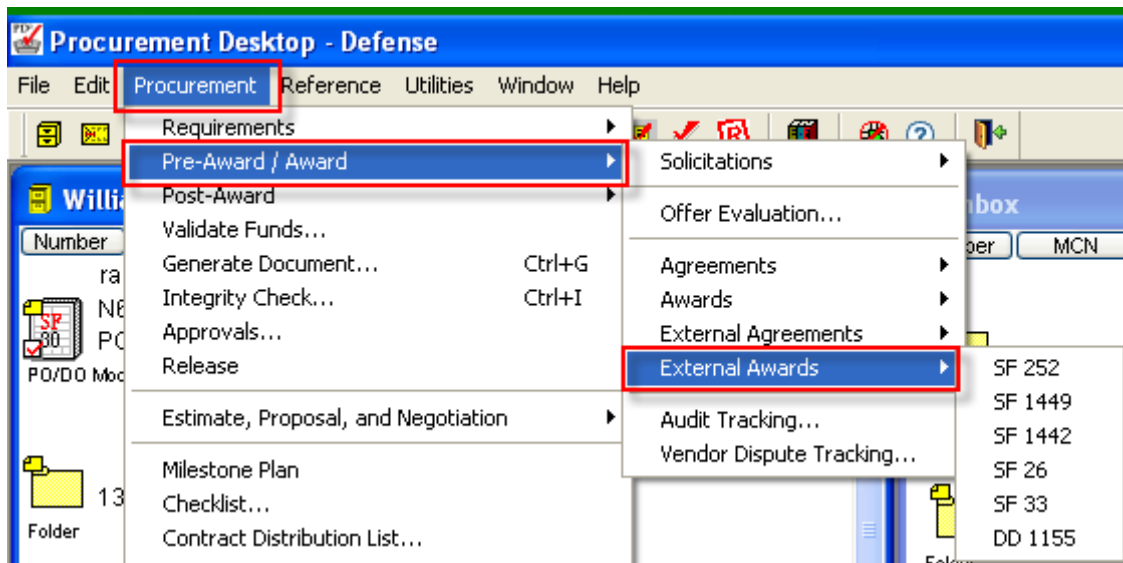 Procurement Desktop - Defense
File Edit Procurement Reference Utilities Window Help
Requirements
Pre-Award / Award
Post-Award
Validate Funds...
Generate Document... Ctrl+G
Integrity Check... Ctrl+I
Approvals...
Release
Estimate, Proposal, and Negotiation
Milestone Plan
Checklist...
Contract Distribution List...
Solicitations
Offer Evaluation...
Agreements
Awards
External Agreements
External Awards
Audit Tracking...
Vendor Dispute Tracking...
SF 252
SF 1449
SF 1442
SF 26
SF 33
DD 1155
Number
SF
30
PO/DO
13
Folder
MCN